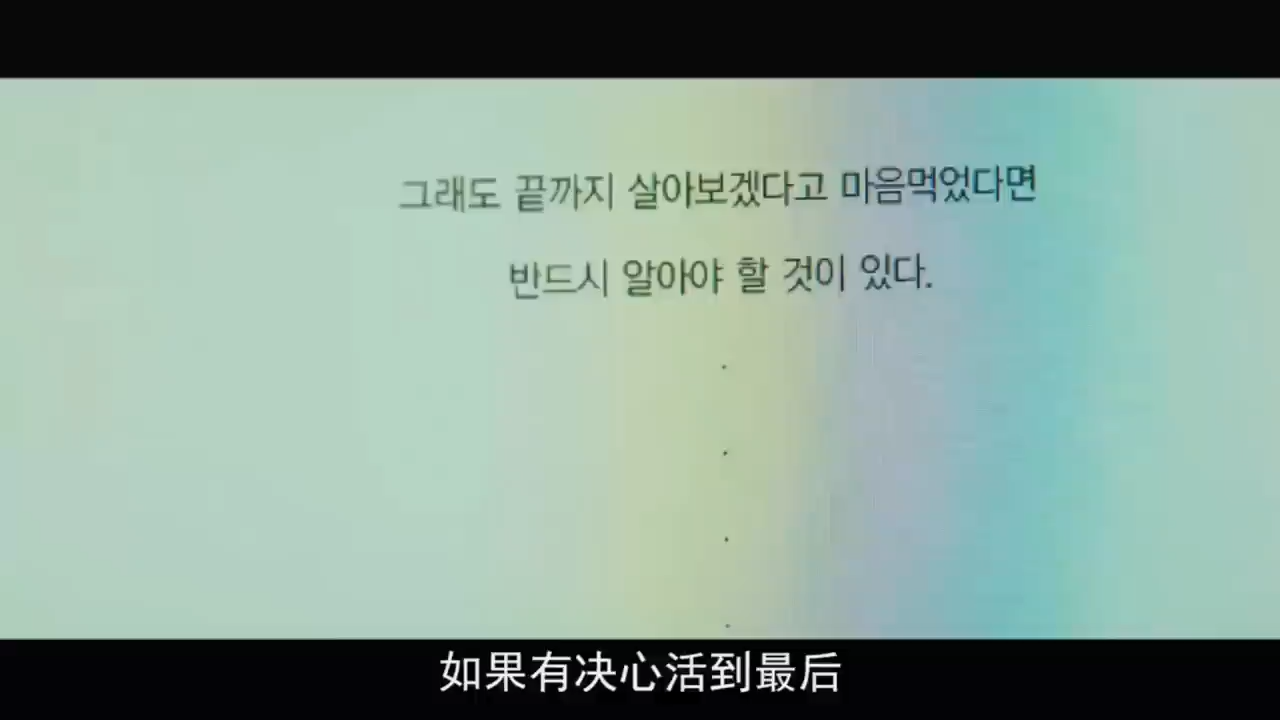 그래도 끝까지 살아보겠다고 마음먹었다면
반드시 알아야 할 것이 있다.
.
.
.
.
如果有决心活到最后